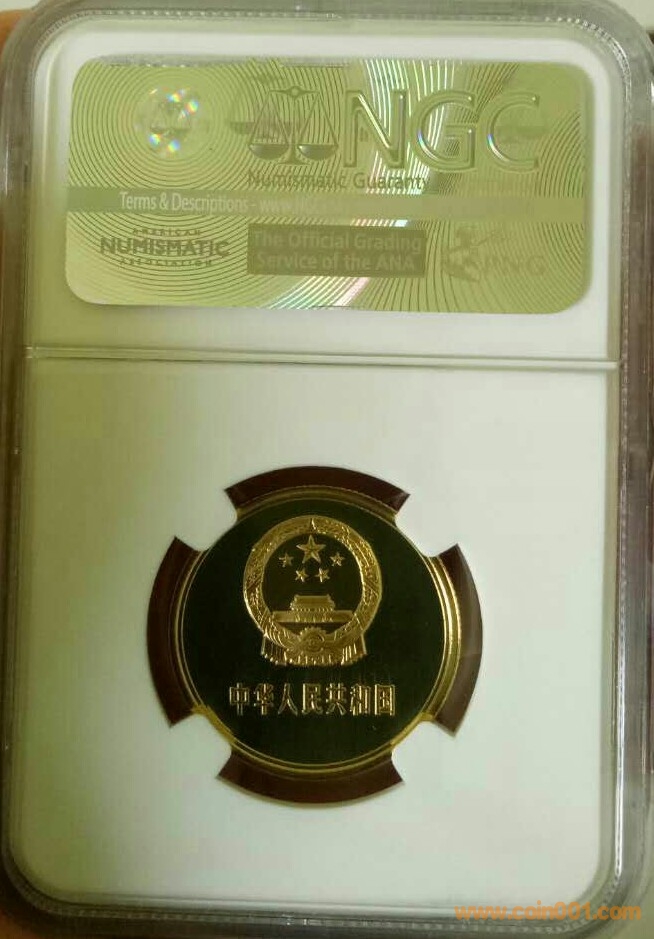 NGC
Numismatic Guaranty
Terms & Descriptions - www.NGC
AMERICAN
NUMISMATIC
ASSOCIATION
The Official Grading
Service of the ANA
PNG
中华人民共和国
www.coin001.com